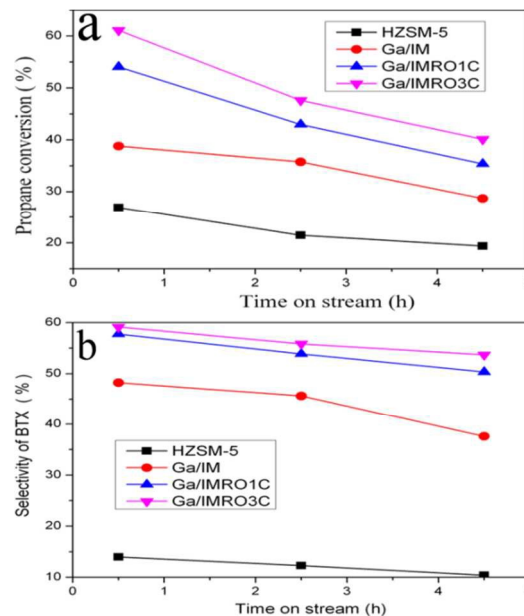 a
HZSM-5
Ga/IM
Ga/IMRO1C
Ga/IMRO3C
Propane conversion ( % )
60
50
40
30
20
0 1 2 3 4
Time on stream (h)
b
HZSM-5
Ga/IM
Ga/IMRO1C
Ga/IMRO3C
Selectivity of BTX ( % )
60
50
40
30
20
10
0 1 2 3 4
Time on stream (h)